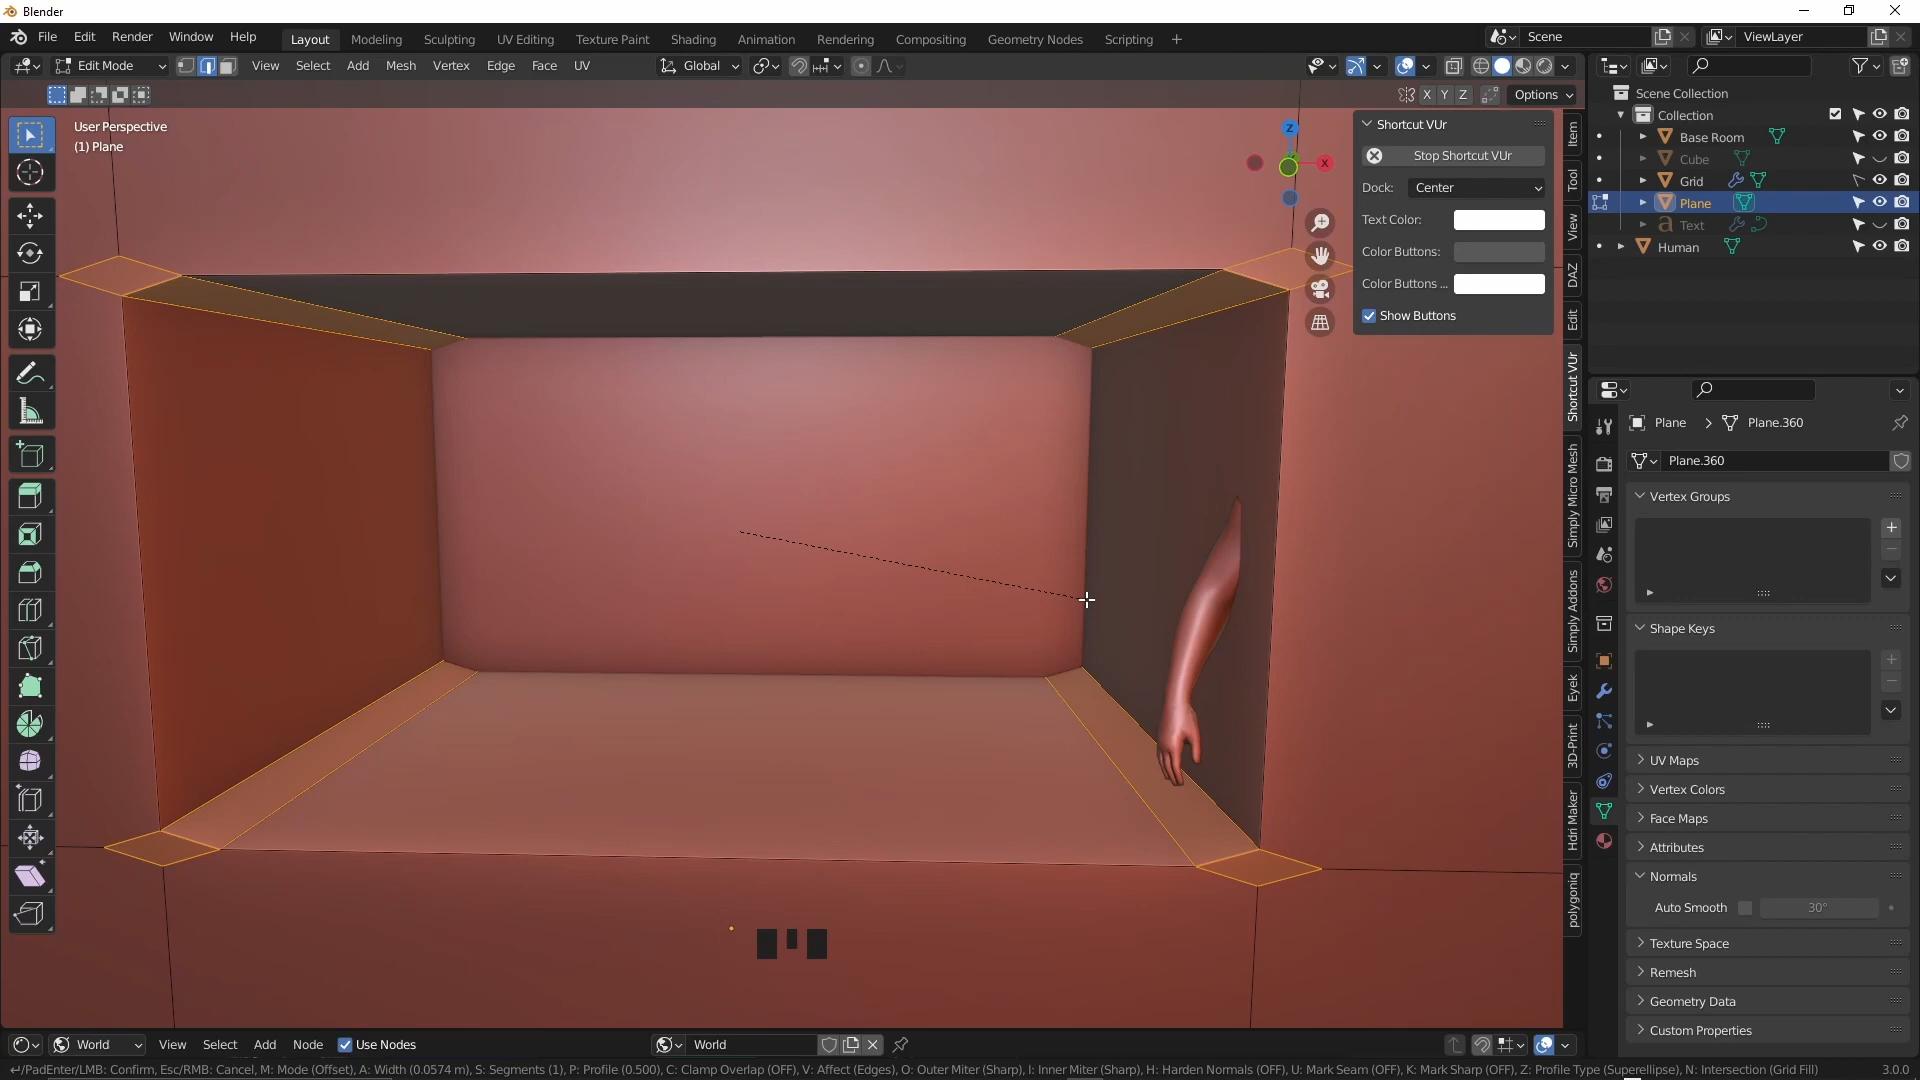 Blender
File Edit Render Window Help Layout Modeling Sculpting UV Editing Texture Paint Shading Animation Rendering Compositing Geometry Nodes Scripting + Scene ViewLayer
Edit Mode View Select Add Mesh Vertex Edge Face UV Global
X Y Z Options
User Perspective
(1) Plane
Z
X
Shortcut VUr
Stop Shortcut VUr
Dock: Center
Text Color:
Color Buttons:
Color Buttons ...
Show Buttons
Item
Tool
View
DAZ
Edit
Shortcut VUr
Simply Micro Mesh
Simply Addons
Eyek
3D-Print
Hdri Maker
polygoniq
Scene Collection
Collection
Base Room
Cube
Grid
Plane
Text
Human
Plane > Plane.360
Plane.360
Vertex Groups
Shape Keys
UV Maps
Vertex Colors
Face Maps
Attributes
Normals
Auto Smooth 30°
Texture Space
Remesh
Geometry Data
Custom Properties
World View Select Add Node Use Nodes World
↵/PadEnter/LMB: Confirm, Esc/RMB: Cancel, M: Mode (Offset), A: Width (0.0574 m), S: Segments (1), P: Profile (0.500), C: Clamp Overlap (OFF), V: Affect (Edges), O: Outer Miter (Sharp), I: Inner Miter (Sharp), H: Harden Normals (OFF), U: Mark Seam (OFF), K: Mark Sharp (OFF), Z: Profile Type (Superellipse), N: Intersection (Grid Fill) 3.0.0